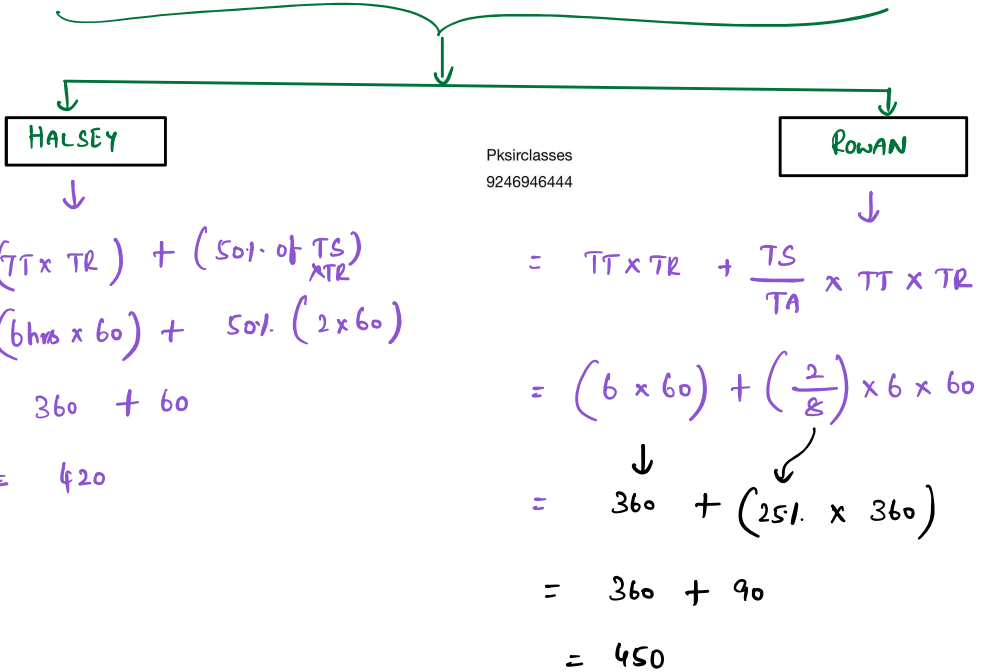 HALSEY
ROWAN
Pksirclasses
9246946444
(TT x TR) + (50%. of TS
xTR)
(6hrs x 60) + 50%. (2 x 60)
360 + 60
= 420
= TT x TR + TS/TA x TT x TR
= (6 x 60) + (2/8) x 6 x 60
= 360 + (25%. x 360)
= 360 + 90
= 450